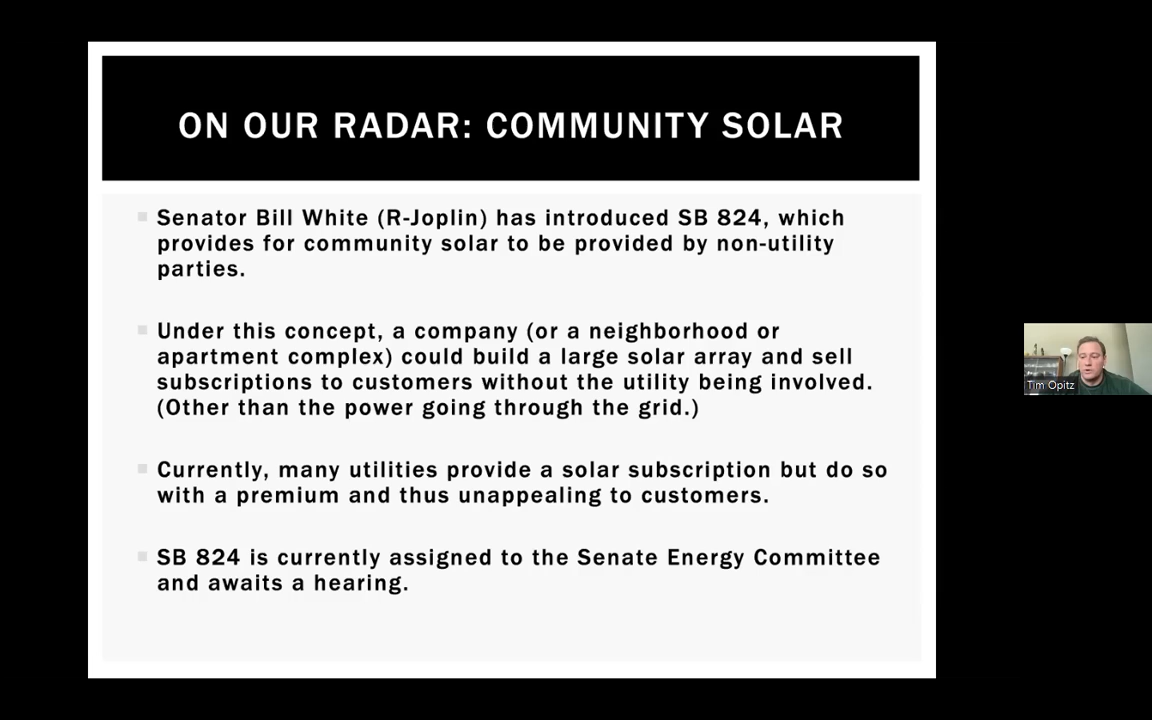 ON OUR RADAR: COMMUNITY SOLAR
Senator Bill White (R-Joplin) has introduced SB 824, which
provides for community solar to be provided by non-utility
parties.
Under this concept, a company (or a neighborhood or
apartment complex) could build a large solar array and sell
subscriptions to customers without the utility being involved.
(Other than the power going through the grid.)
Currently, many utilities provide a solar subscription but do so
with a premium and thus unappealing to customers.
SB 824 is currently assigned to the Senate Energy Committee
and awaits a hearing.
Tim Opitz